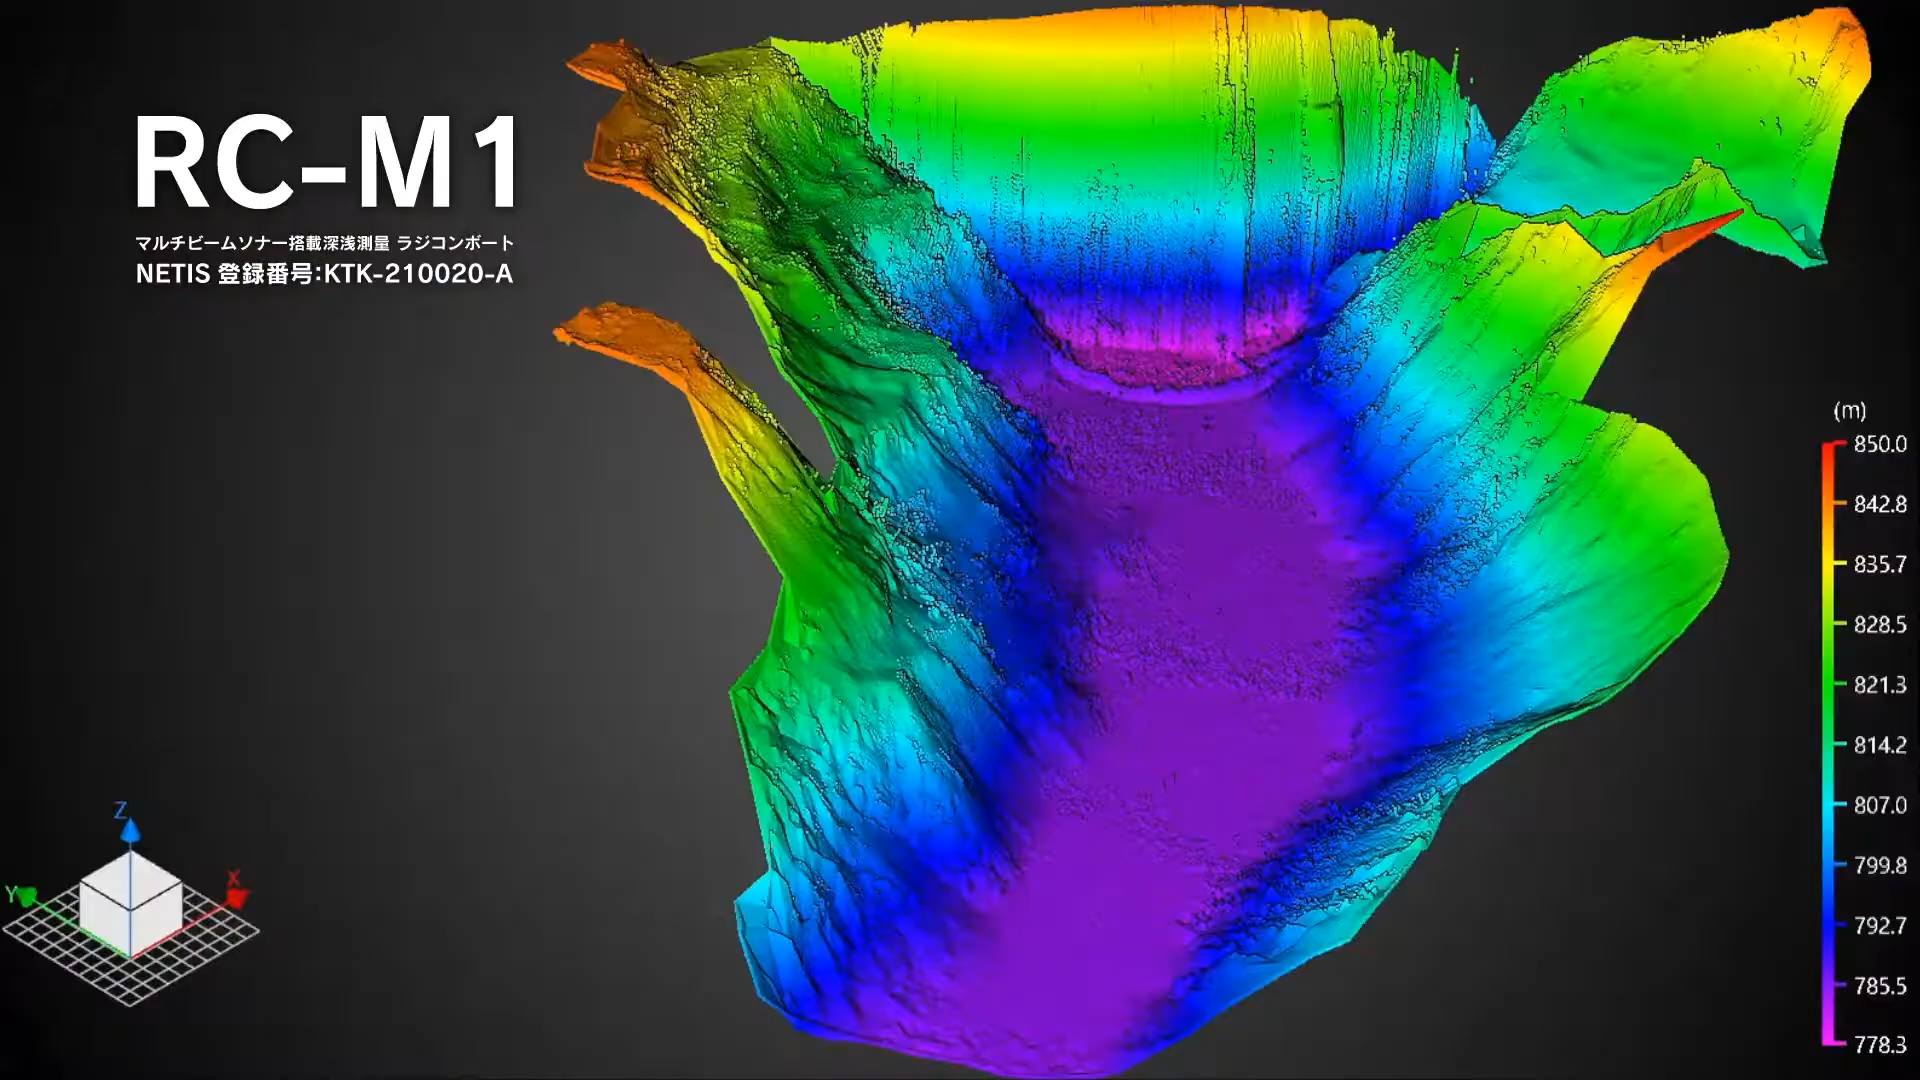 RC-M1
マルチビームソナー搭載深浅測量 ラジコンボート
NETIS 登録番号:KTK-210020-A
(m)
850.0
842.8
835.7
828.5
821.3
814.2
807.0
799.8
792.7
785.5
778.3
Z
Y
X